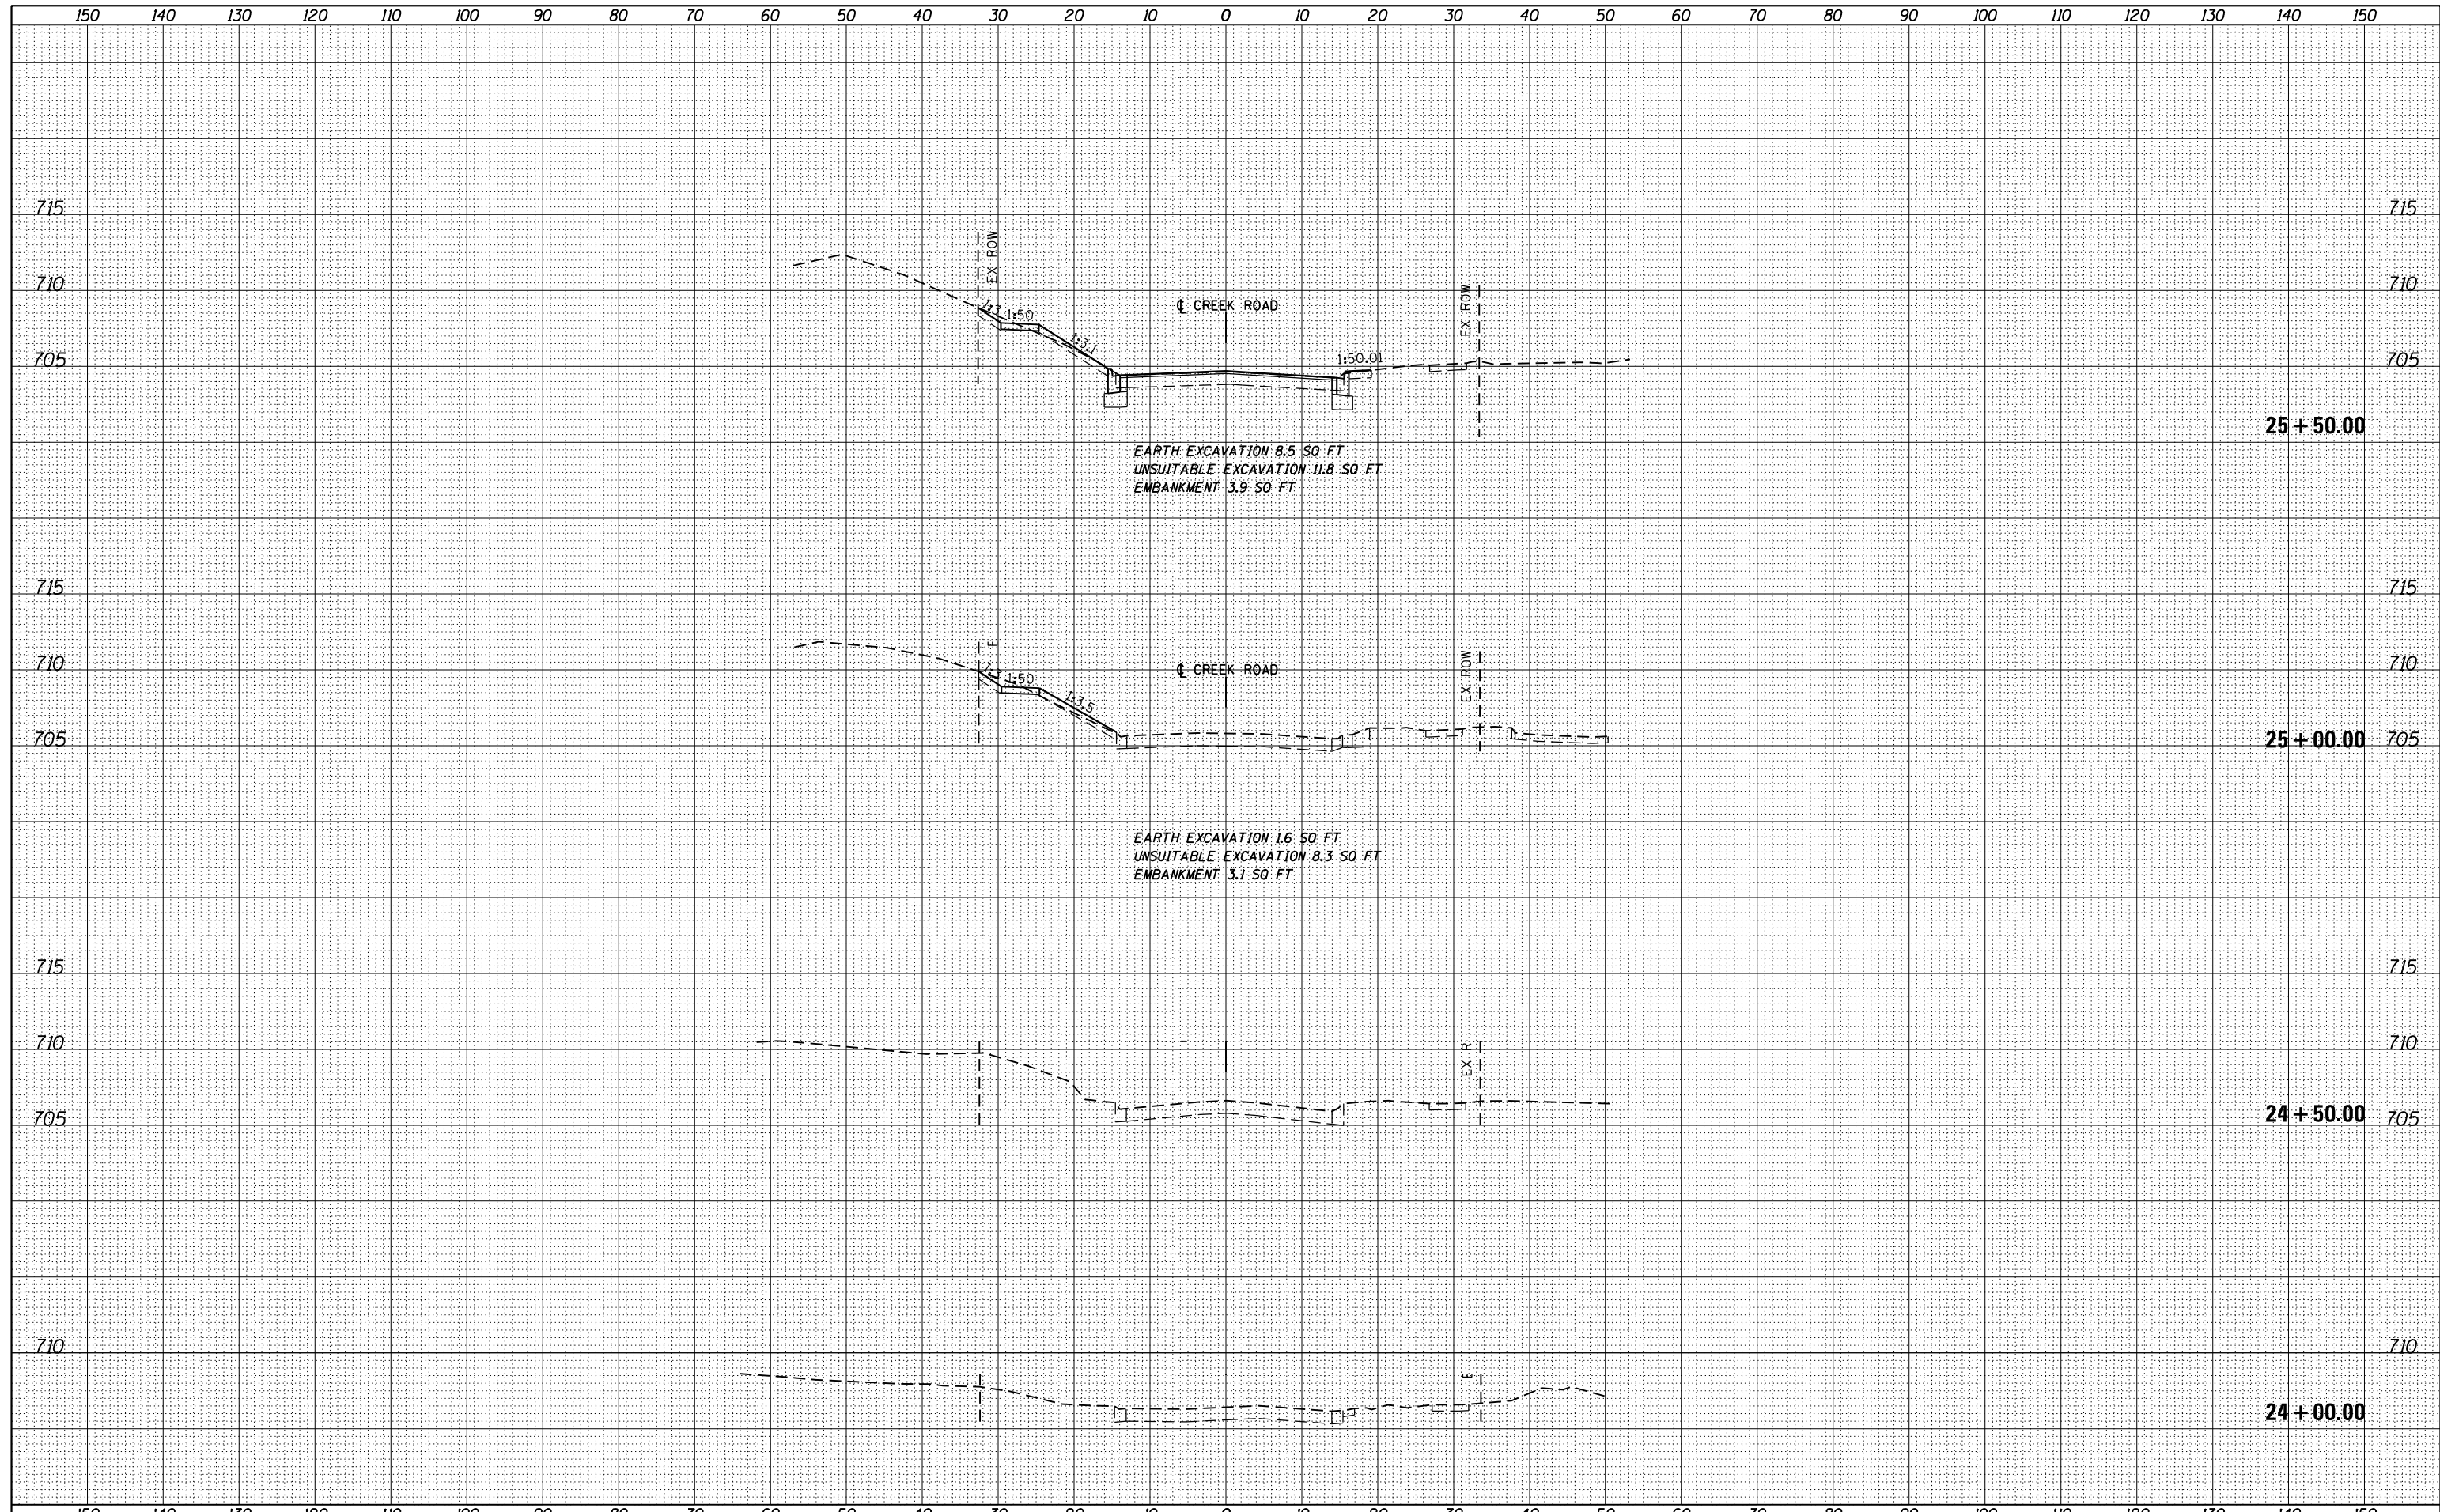 150 140 130 120 110 100 90 80 70 60 50 40 30 20 10 0 10 20 30 40 50 60 70 80 90 100 110 120 130 140 150
715 715
EX ROW
710 EX ROW 710
℄ CREEK ROAD
1:3 1:50
1:3.1
705 1:50.01 705
25+50.00
EARTH EXCAVATION 8.5 SQ FT
UNSUITABLE EXCAVATION 11.8 SQ FT
EMBANKMENT 3.9 SQ FT
715 715
E
710 ℄ CREEK ROAD EX ROW 710
1:3 1:50
1:3.5
705 25+00.00 705
EARTH EXCAVATION 1.6 SQ FT
UNSUITABLE EXCAVATION 8.3 SQ FT
EMBANKMENT 3.1 SQ FT
715 715
710 EX R 710
705 24+50.00 705
710 710
E
24+00.00